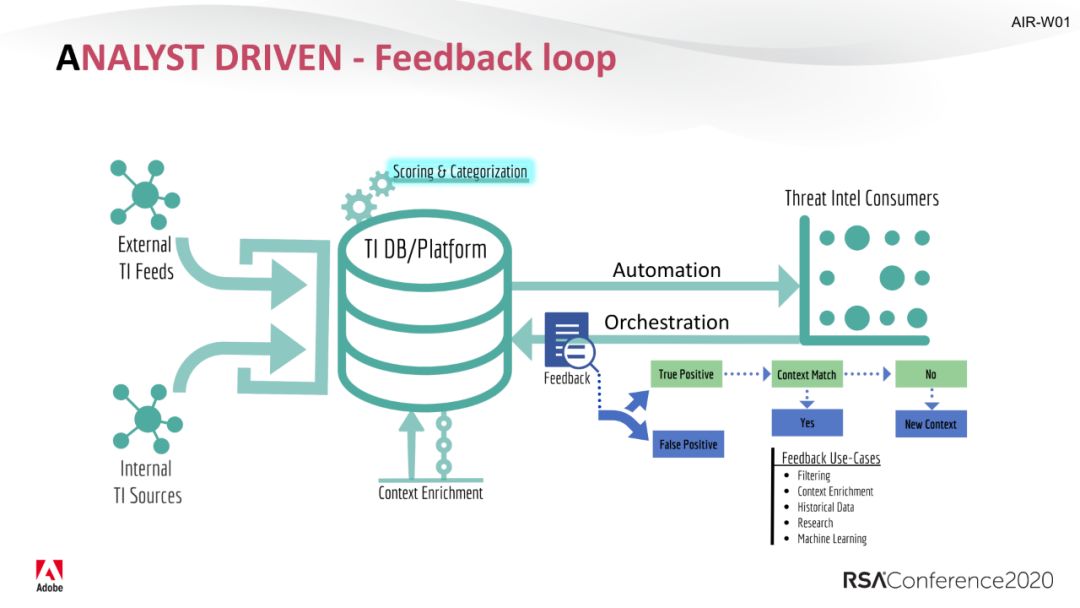 AIR-W01
ANALYST DRIVEN - Feedback loop
Scoring & Categorization
External
TI Feeds
TI DB/Platform
Threat Intel Consumers
Automation
Orchestration
Feedback
True Positive
Context Match
No
Yes
New Context
False Positive
Internal
TI Sources
Context Enrichment
Feedback Use-Cases
• Filtering
• Context Enrichment
• Historical Data
• Research
• Machine Learning
Adobe
RSAConference2020